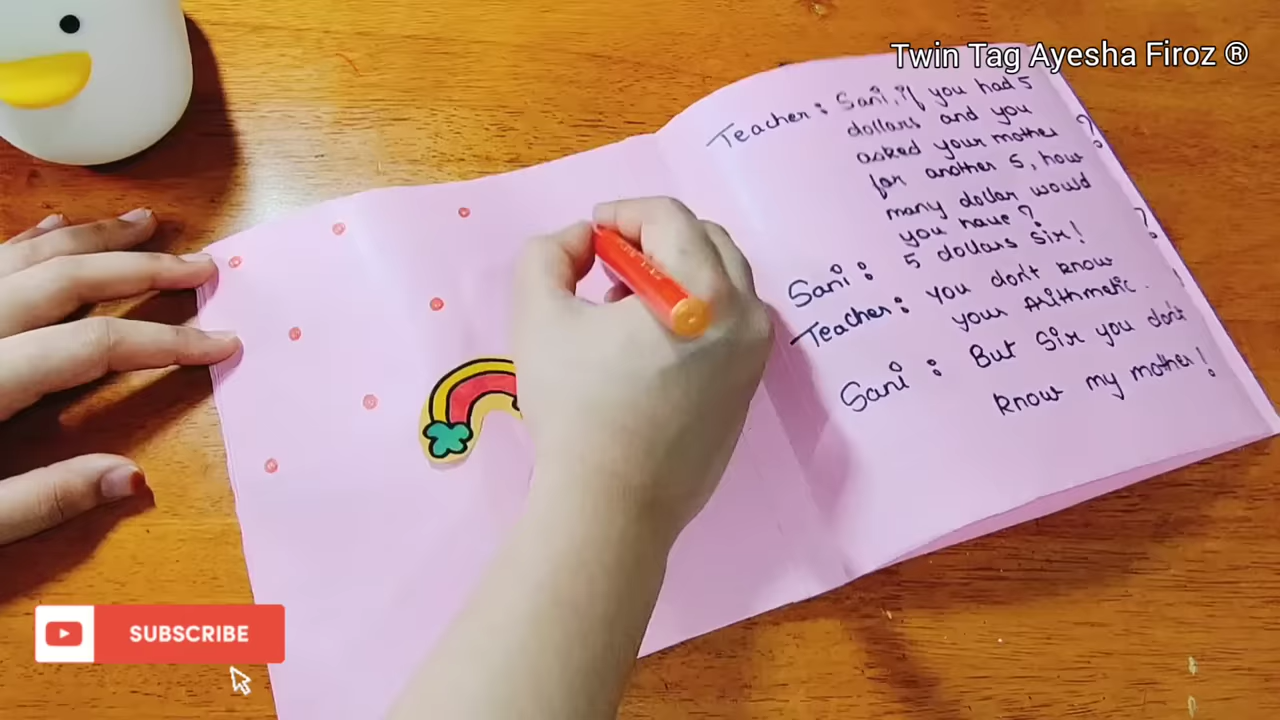 Twin Tag Ayesha Firoz ®
Teacher : Sani, if you had 5
dollars and you
asked your mother
for another 5, how
many dollar would
you have ?
Sani : 5 dollars Sir!
Teacher : You don't know
your Arithmetic.
Sani : But Sir you don't
know my mother!
?
?
SUBSCRIBE